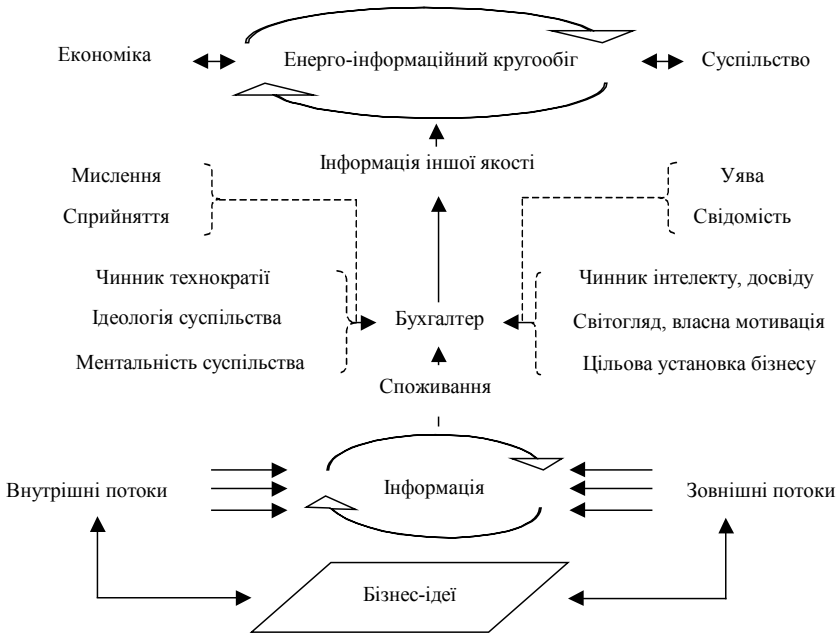 Економіка
Енерго-інформаційний кругообіг
Суспільство
Інформація іншої якості
Мислення
Уява
Сприйняття
Свідомість
Чинник технократії
Чинник інтелекту, досвіду
Ідеологія суспільства
Бухгалтер
Світогляд, власна мотивація
Ментальність суспільства
Цільова установка бізнесу
Споживання
Внутрішні потоки
Інформація
Зовнішні потоки
Бізнес-ідеї